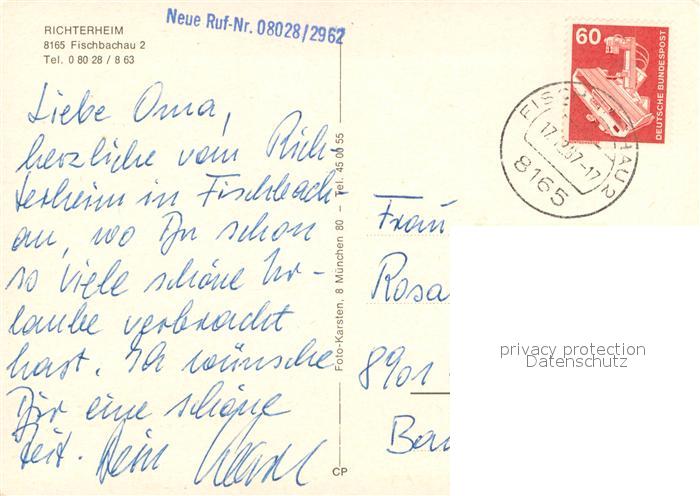 RICHTERHEIM
8165 Fischbachau 2
Tel. 0 80 28 / 8 63
Neue Ruf-Nr. 08028/2962
60
DEUTSCHE BUNDESPOST
8165
Liebe Oma,
herzliche vom Rich-
terheim in Fischbach-
au, wo Du schon
so viele schöne Ur-
laube verbracht
hast. Ich wünsche
Dir eine schöne
Zeit. Dein
Foto-Karsten, 8 München 80 – Tel. 45 00 55
CP
Frau
Rosa
8901
privacy protection
Datenschutz